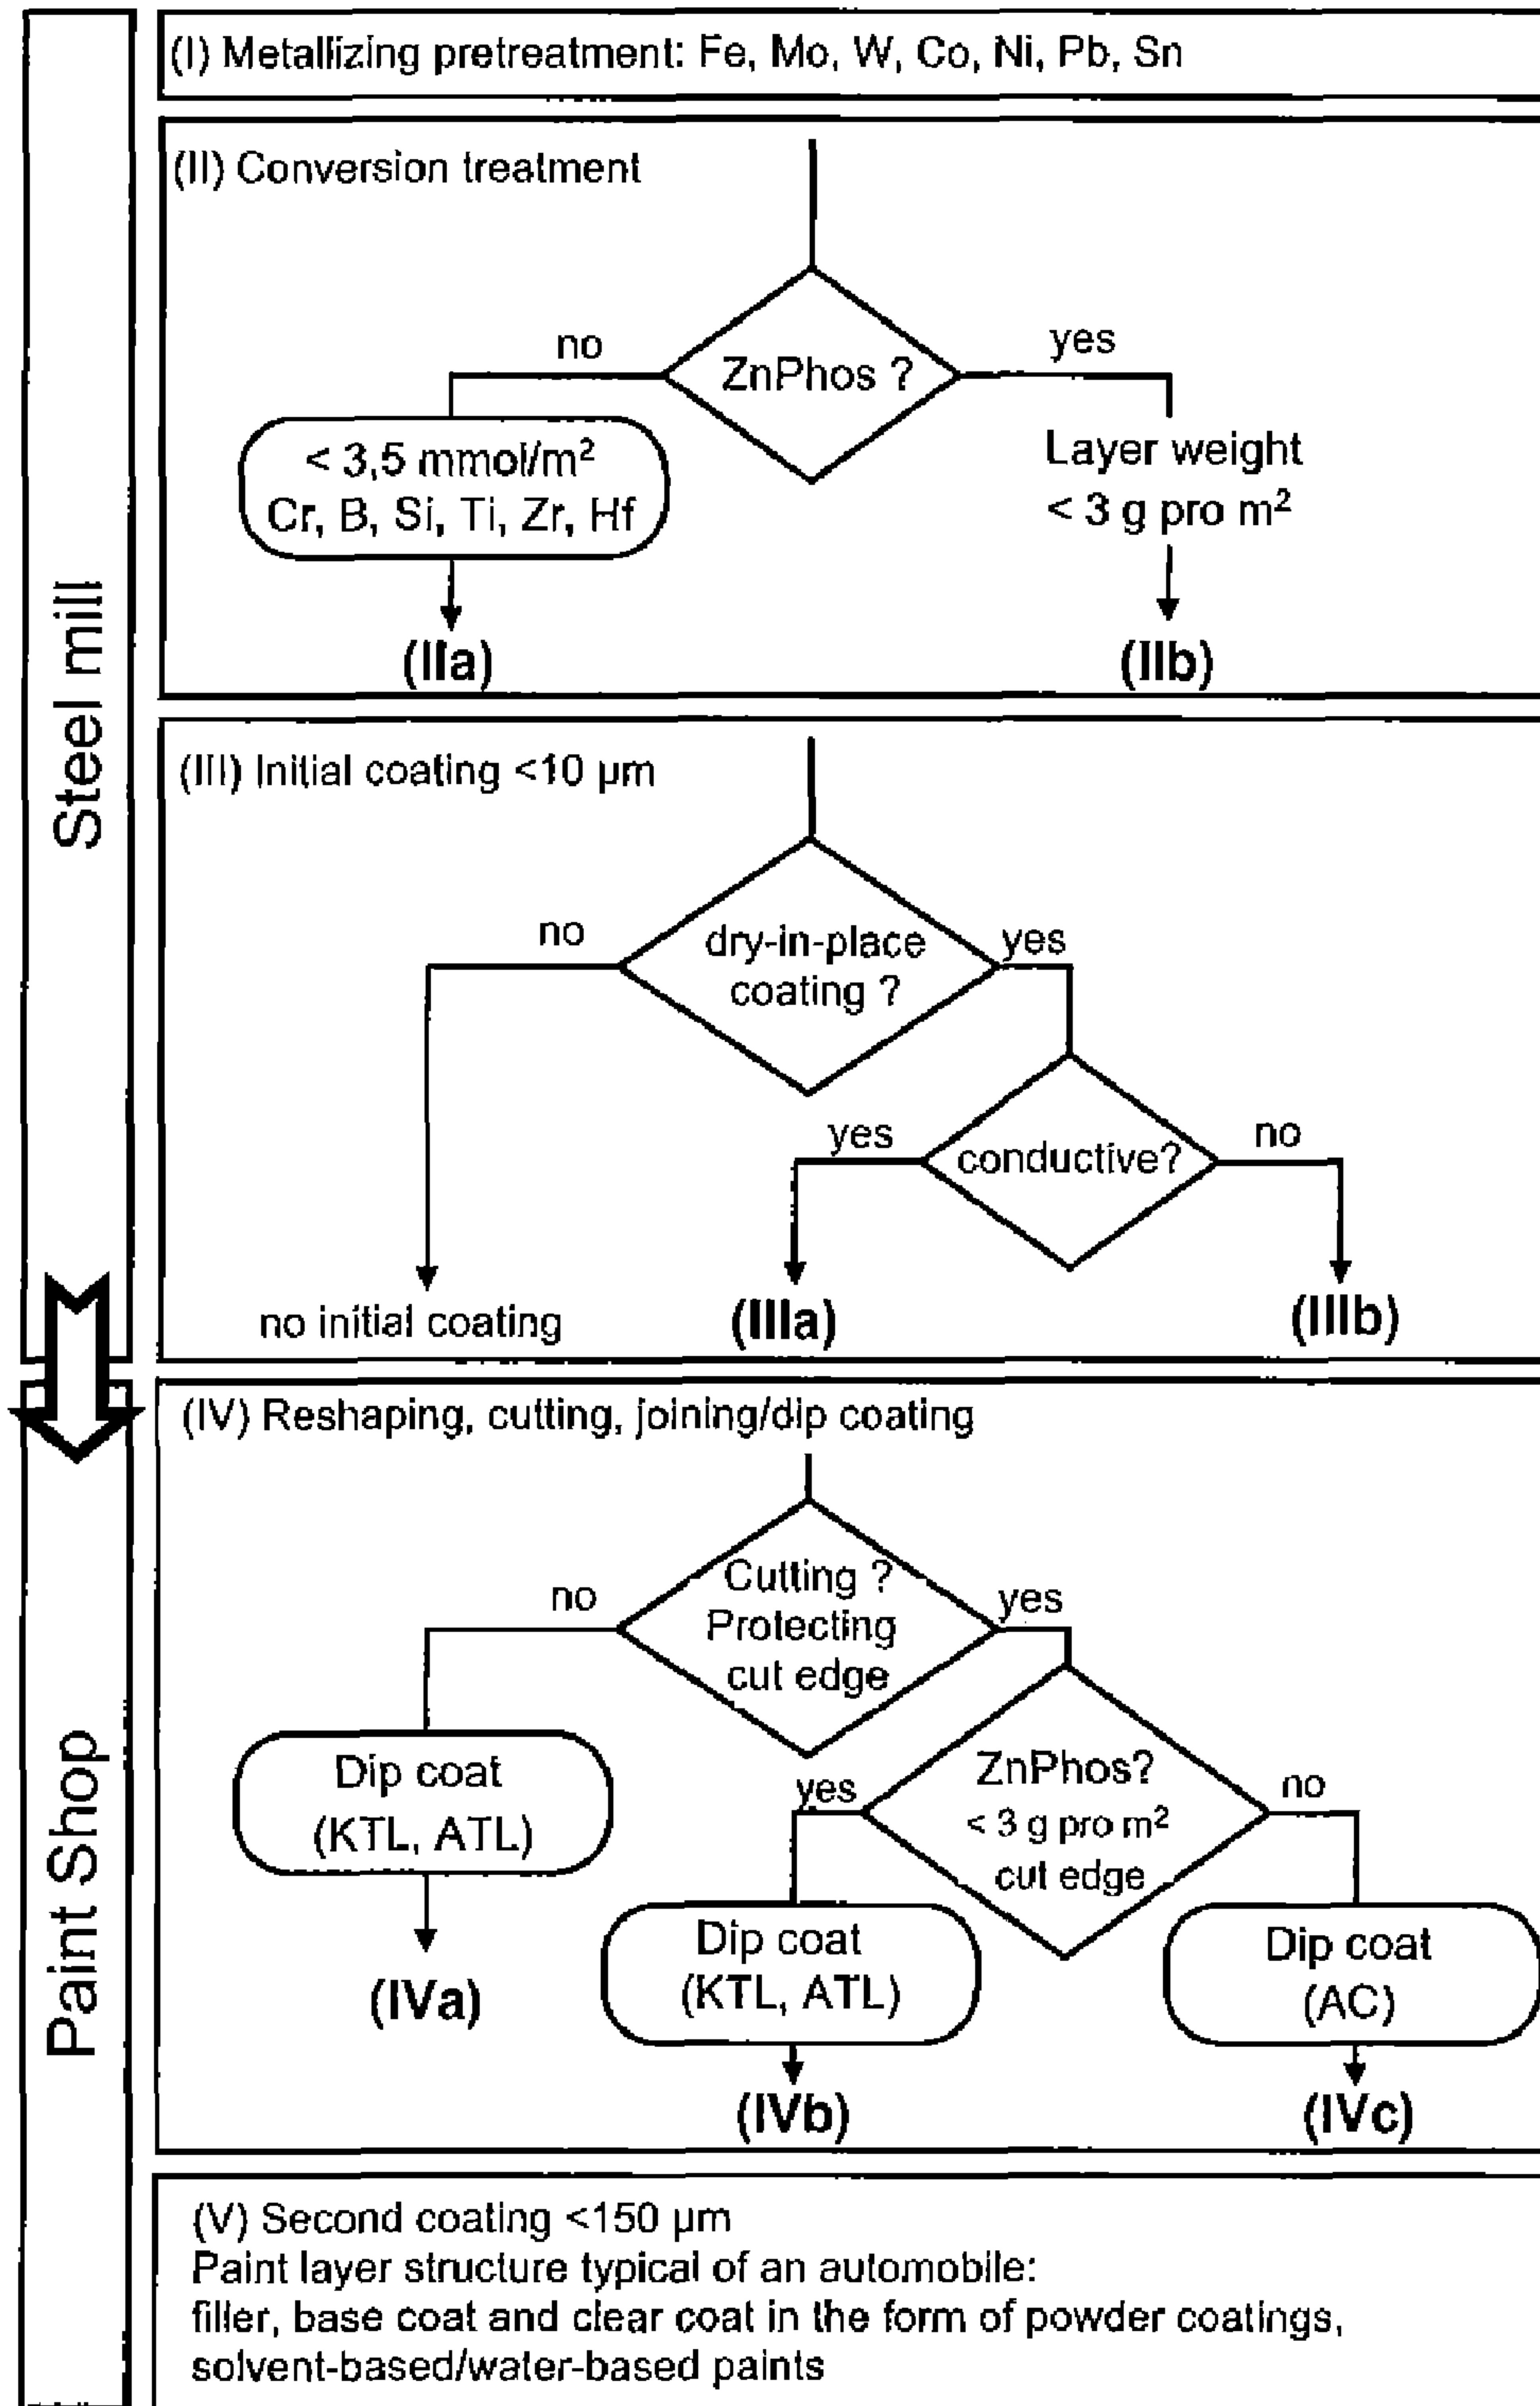 Steel mill
(I) Metallizing pretreatment: Fe, Mo, W, Co, Ni, Pb, Sn
(II) Conversion treatment
ZnPhos ?
no
yes
< 3,5 mmol/m²
Cr, B, Si, Ti, Zr, Hf
Layer weight
< 3 g pro m²
(IIa)
(IIb)
(III) Initial coating <10 µm
dry-in-place
coating ?
no
yes
conductive?
yes
no
no initial coating
(IIIa)
(IIIb)
Paint Shop
(IV) Reshaping, cutting, joining/dip coating
Cutting ?
Protecting
cut edge
no
yes
Dip coat
(KTL, ATL)
(IVa)
ZnPhos?
< 3 g pro m²
cut edge
yes
no
Dip coat
(KTL, ATL)
(IVb)
Dip coat
(AC)
(IVc)
(V) Second coating <150 µm
Paint layer structure typical of an automobile:
filler, base coat and clear coat in the form of powder coatings,
solvent-based/water-based paints